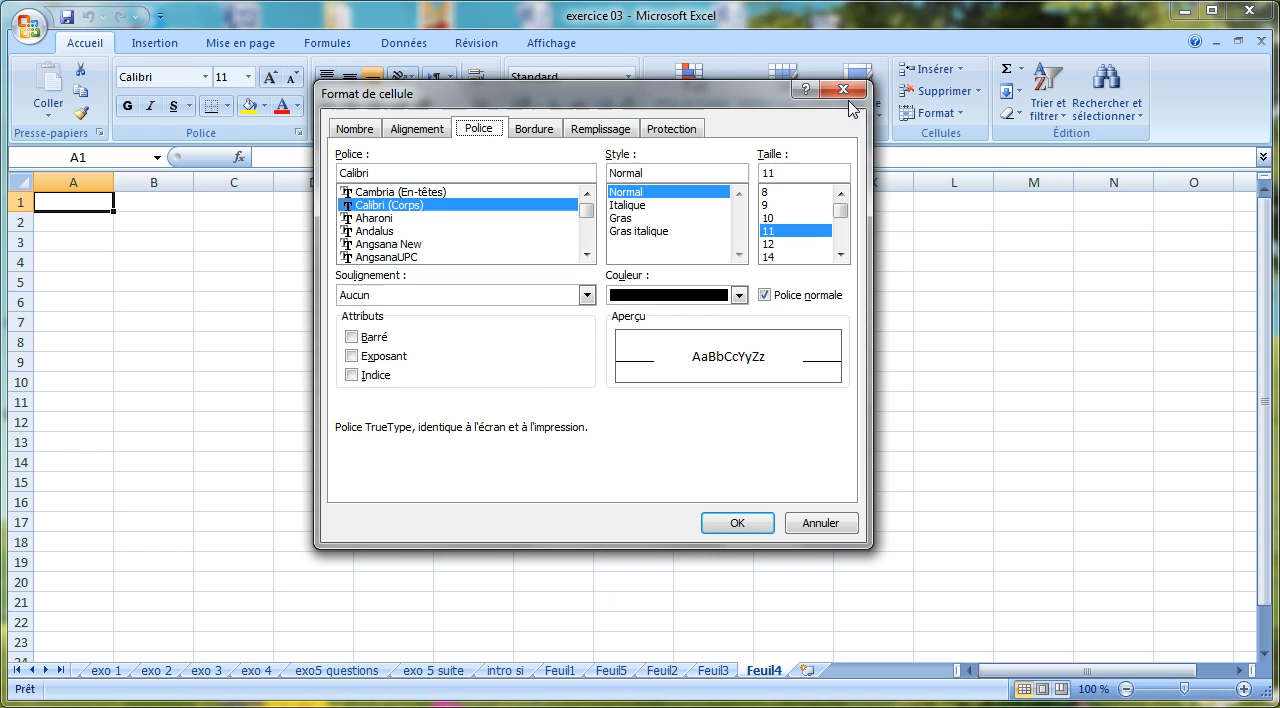 exercice 03 - Microsoft Excel
Accueil Insertion Mise en page Formules Données Révision Affichage
Coller
Presse-papiers
Calibri 11
G I S
Police
Standard
Insérer
Supprimer
Format
Cellules
Σ
Trier et filtrer
Rechercher et sélectionner
Édition
A1 fx
A B C D K L M N O
1
2
3
4
5
6
7
8
9
10
11
12
13
14
15
16
17
18
19
20
21
22
23
24
Format de cellule
Nombre Alignement Police Bordure Remplissage Protection
Police : Style : Taille :
Calibri Normal 11
Cambria (En-têtes) Normal 8
Calibri (Corps) Italique 9
Aharoni Gras 10
Andalus Gras italique 11
Angsana New 12
AngsanaUPC 14
Soulignement : Couleur :
Aucun Police normale
Attributs Aperçu
Barré
Exposant AaBbCcYyZz
Indice
Police TrueType, identique à l'écran et à l'impression.
OK Annuler
exo 1 exo 2 exo 3 exo 4 exo5 questions exo 5 suite intro si Feuil1 Feuil5 Feuil2 Feuil3 Feuil4
Prêt 100 %